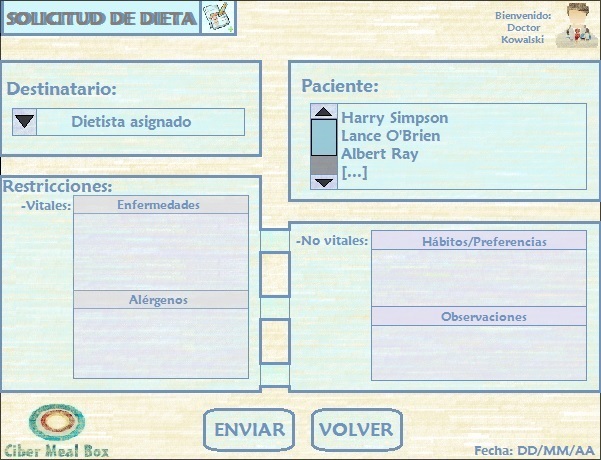 SOLICITUD DE DIETA
Bienvenido:
Doctor
Kowalski
Destinatario:
Dietista asignado
Paciente:
Harry Simpson
Lance O'Brien
Albert Ray
[...]
Restricciones:
-Vitales:
Enfermedades
Alérgenos
-No vitales:
Hábitos/Preferencias
Observaciones
Ciber Meal Box
ENVIAR
VOLVER
Fecha: DD/MM/AA